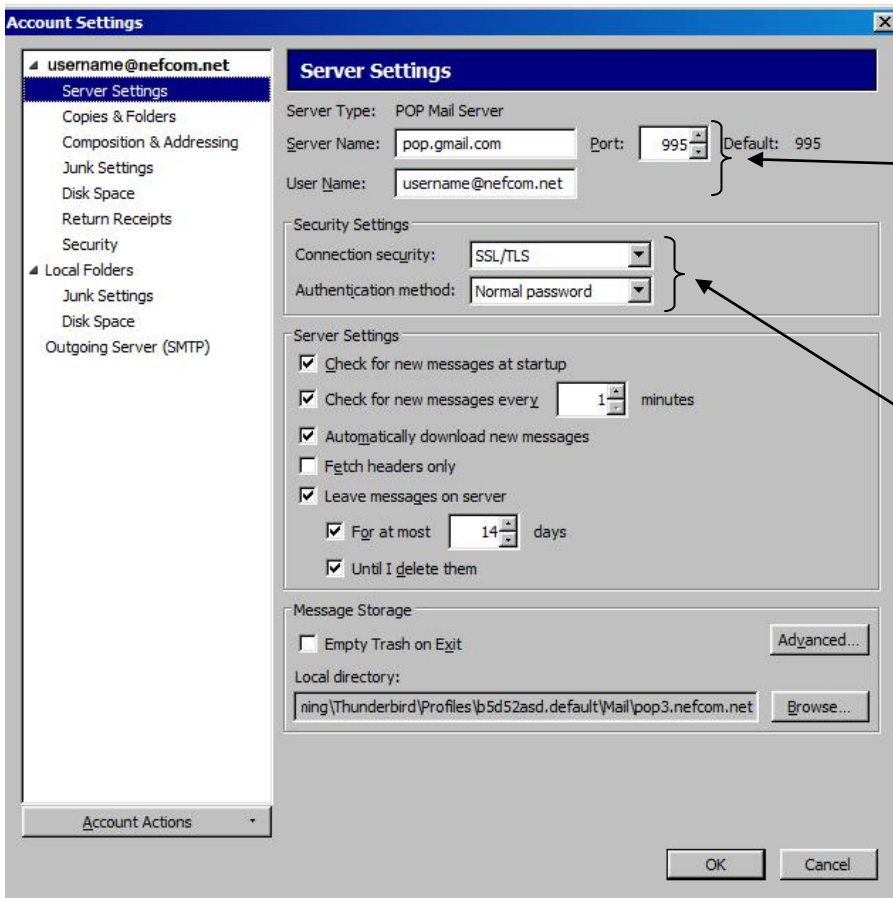 Account Settings
username@nefcom.net
Server Settings
Copies & Folders
Composition & Addressing
Junk Settings
Disk Space
Return Receipts
Security
Local Folders
Junk Settings
Disk Space
Outgoing Server (SMTP)
Account Actions
Server Settings
Server Type: POP Mail Server
Server Name: pop.gmail.com Port: 995 Default: 995
User Name: username@nefcom.net
Security Settings
Connection security: SSL/TLS
Authentication method: Normal password
Server Settings
Check for new messages at startup
Check for new messages every 1 minutes
Automatically download new messages
Fetch headers only
Leave messages on server
For at most 14 days
Until I delete them
Message Storage
Empty Trash on Exit Advanced...
Local directory:
ning\Thunderbird\Profiles\b5d52asd.default\Mail\pop3.nefcom.net Browse...
OK Cancel